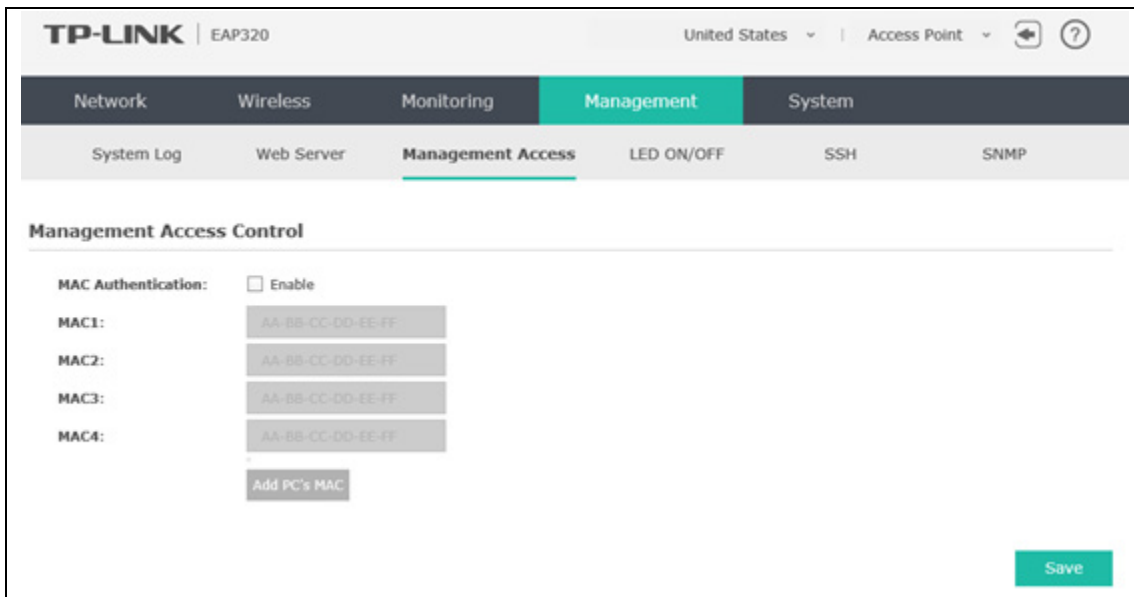 TP-LINK | EAP320 United States | Access Point ?
Network Wireless Monitoring Management System
System Log Web Server Management Access LED ON/OFF SSH SNMP
Management Access Control
MAC Authentication: Enable
MAC1: AA-BB-CC-DD-EE-FF
MAC2: AA-BB-CC-DD-EE-FF
MAC3: AA-BB-CC-DD-EE-FF
MAC4: AA-BB-CC-DD-EE-FF
Add PC's MAC
Save